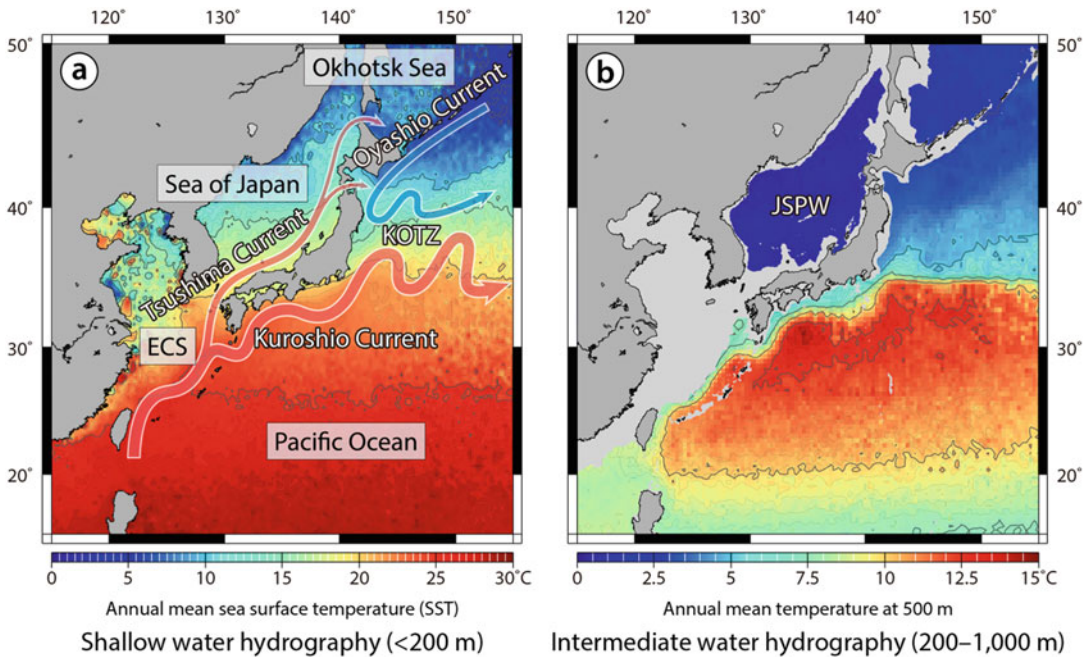 120˚ 130˚ 140˚ 150˚
a
50˚
40˚
30˚
20˚
Okhotsk Sea
Oyashio Current
Sea of Japan
KOTZ
Tsushima Current
ECS
Kuroshio Current
Pacific Ocean
0 5 10 15 20 25 30˚C
Annual mean sea surface temperature (SST)
Shallow water hydrography (<200 m)
120˚ 130˚ 140˚ 150˚
b
50˚
40˚
30˚
20˚
JSPW
0 2.5 5 7.5 10 12.5 15˚C
Annual mean temperature at 500 m
Intermediate water hydrography (200–1,000 m)